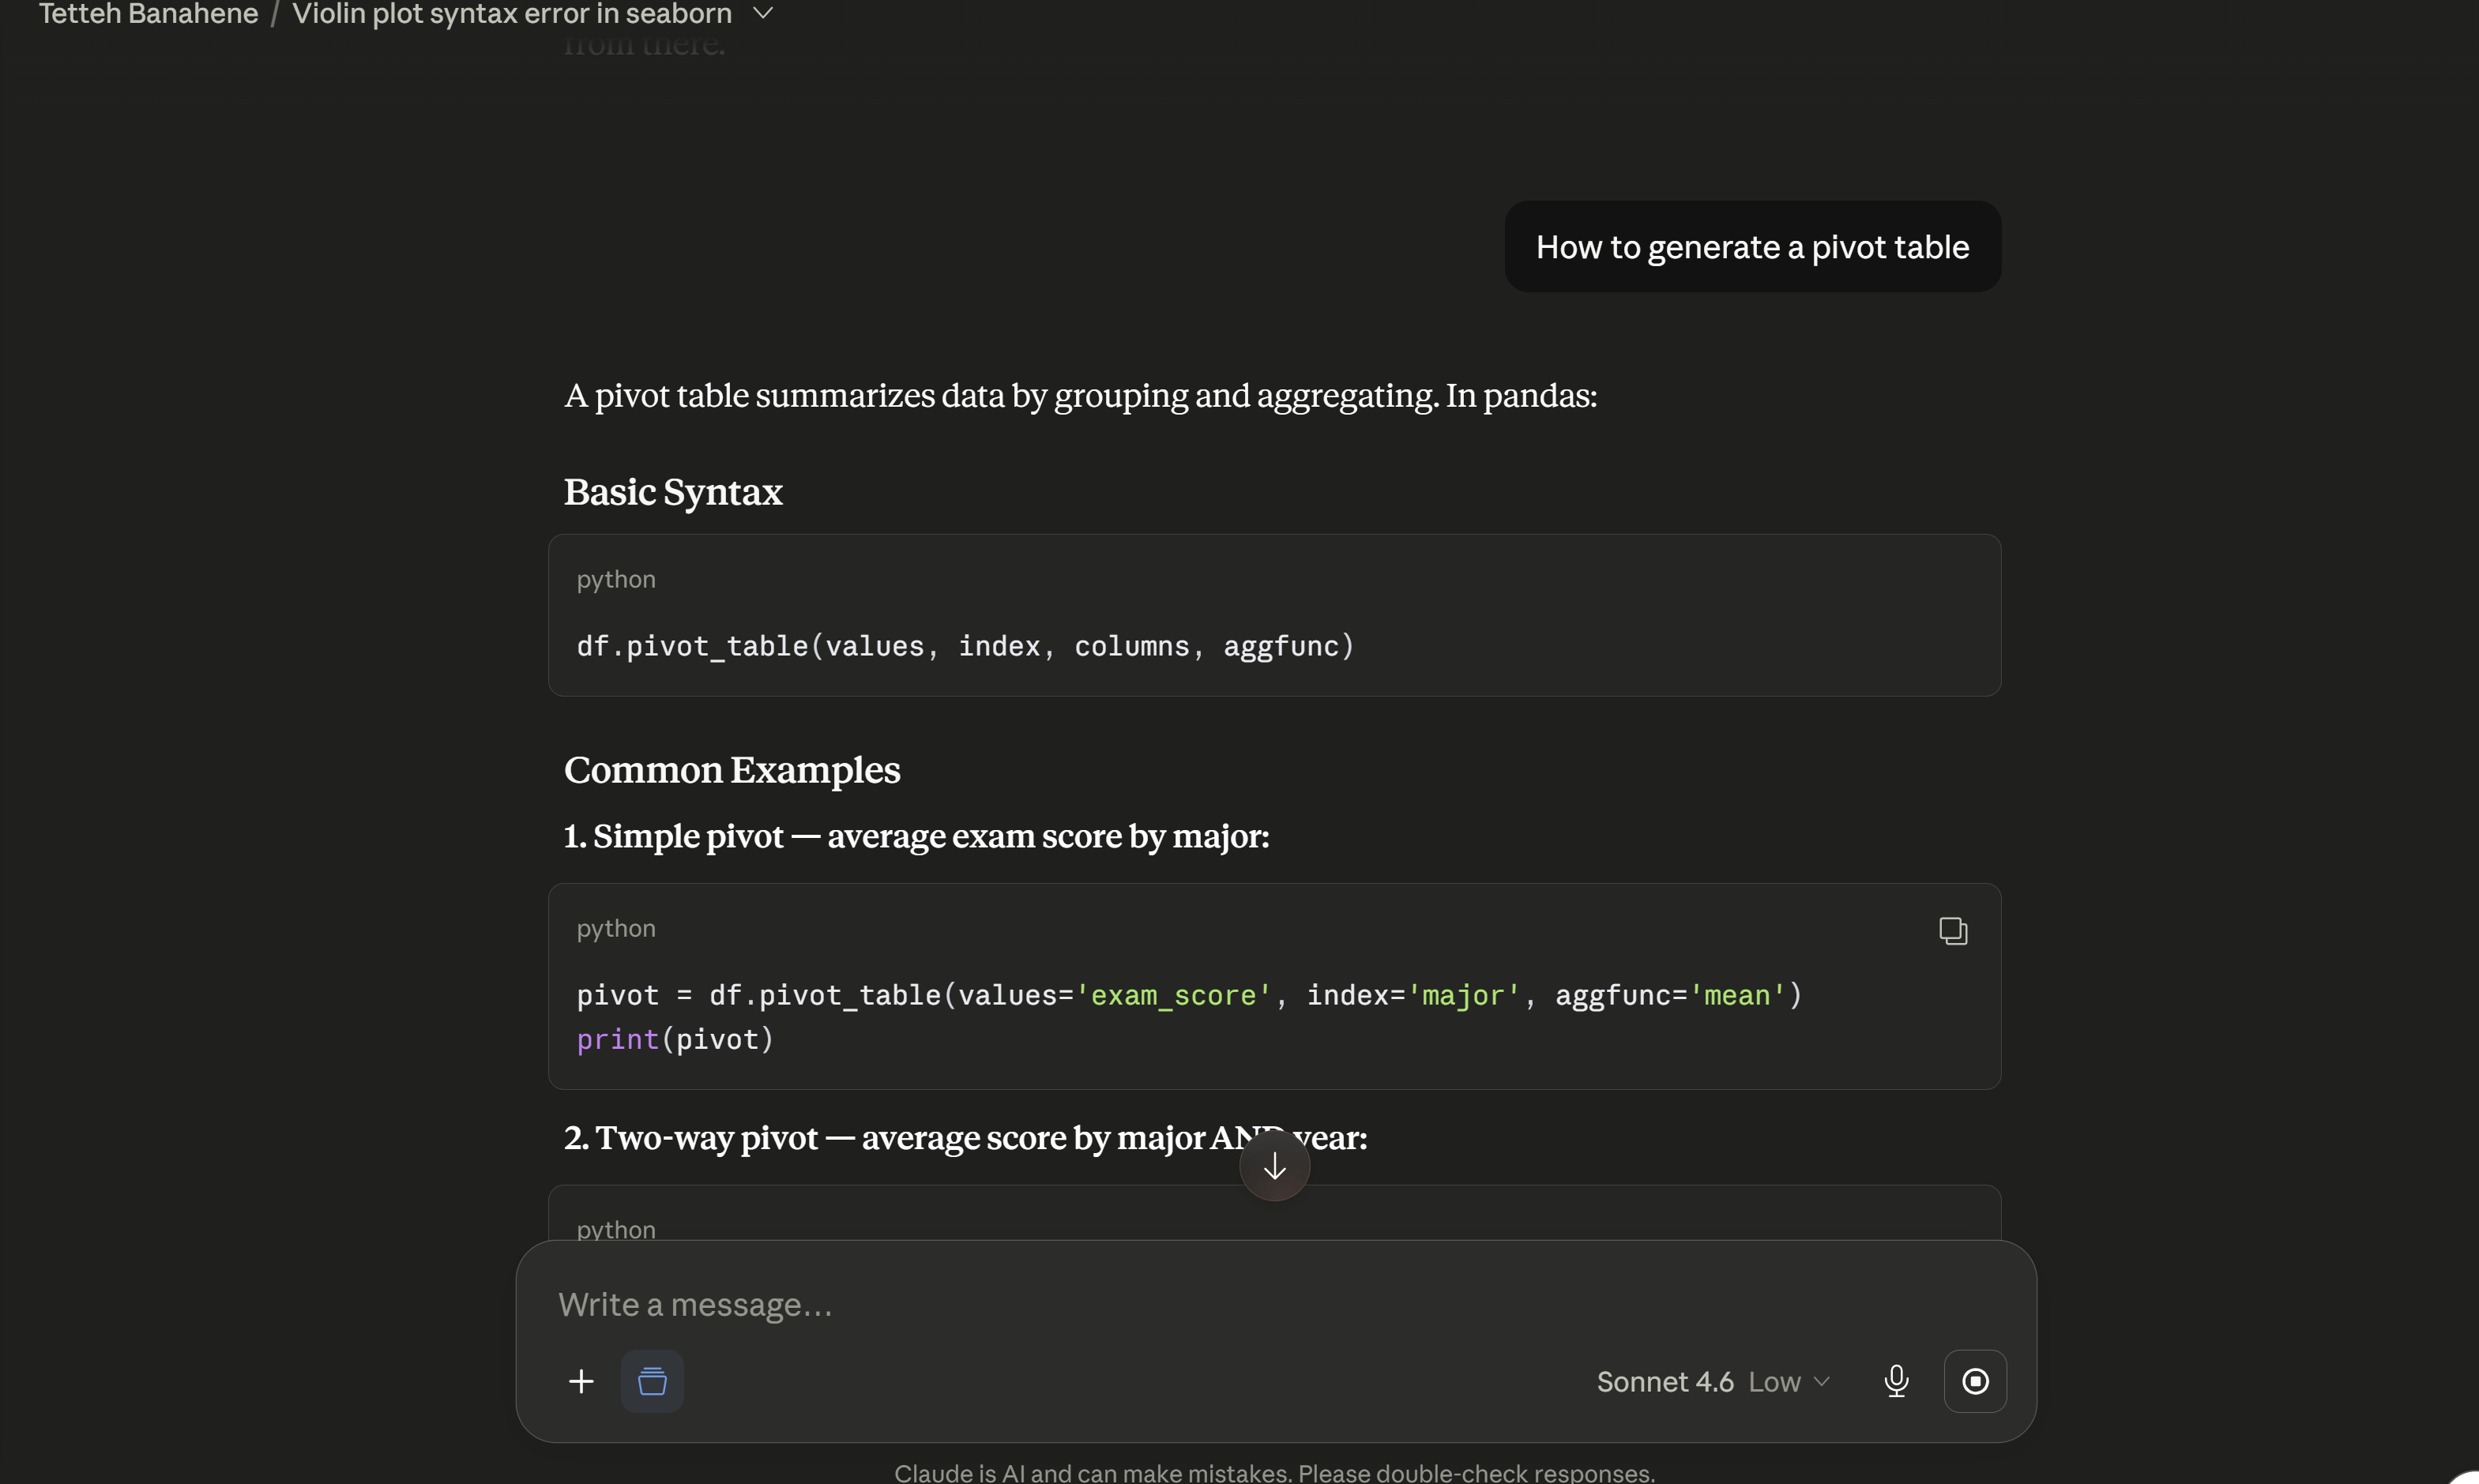 Tetteh Banahene / Violin plot syntax error in seaborn
from there.
How to generate a pivot table
A pivot table summarizes data by grouping and aggregating. In pandas:
Basic Syntax
python
df.pivot_table(values, index, columns, aggfunc)
Common Examples
1. Simple pivot — average exam score by major:
python
pivot = df.pivot_table(values='exam_score', index='major', aggfunc='mean')
print(pivot)
2. Two-way pivot — average score by major AND year:
python
Write a message...
Sonnet 4.6 Low
Claude is AI and can make mistakes. Please double-check responses.